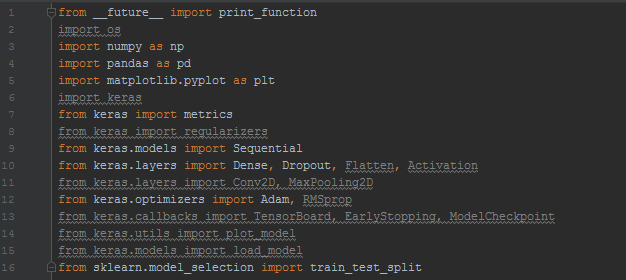 1 from __future__ import print_function
2 import os
3 import numpy as np
4 import pandas as pd
5 import matplotlib.pyplot as plt
6 import keras
7 from keras import metrics
8 from keras import regularizers
9 from keras.models import Sequential
10 from keras.layers import Dense, Dropout, Flatten, Activation
11 from keras.layers import Conv2D, MaxPooling2D
12 from keras.optimizers import Adam, RMSprop
13 from keras.callbacks import TensorBoard, EarlyStopping, ModelCheckpoint
14 from keras.utils import plot_model
15 from keras.models import load_model
16 from sklearn.model_selection import train_test_split